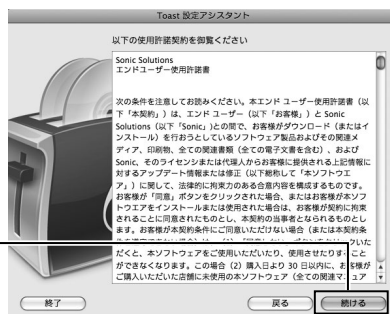 Toast 設定アシスタント
以下の使用許諾契約を御覧ください
Sonic Solutions
エンドユーザー使用許諾書
次の条件を注意してお読みください。本エンド ユーザー使用許諾書（以
下「本契約」）は、エンド ユーザー（以下「お客様」）と Sonic
Solutions（以下「Sonic」)との間で、お客様がダウンロード（またはイ
ンストール）を行おうとしているソフトウェア製品およびその関連メ
ディア、印刷物、全ての関連書類（全ての電子文書を含む）、および
Sonic、そのライセンサまたは代理人からお客様に提供される上記情報に
対するアップデート情報または修正（以下総称して「本ソフトウエ
ア」）に関して、法律的に拘束力のある合意内容を構成するものです。
お客様が「同意」ボタンをクリックされた場合、またはお客様が本ソフ
トウェアをインストールまたは使用された場合は、お客様が契約に拘束
されることに同意されたものとし、本契約の当事者となられるものとし
ます。お客様が本契約条件にご同意いただけない場合（または本契約条
だくと、本ソフトウェアをご使用いただいたり、使用させたりすること
ができなくなります。この場合（2）購入日より 30 日以内に、お客様が
ご購入いただいた店舗に未使用の本ソフトウェア（全ての関連マニュア
終了
戻る
続ける